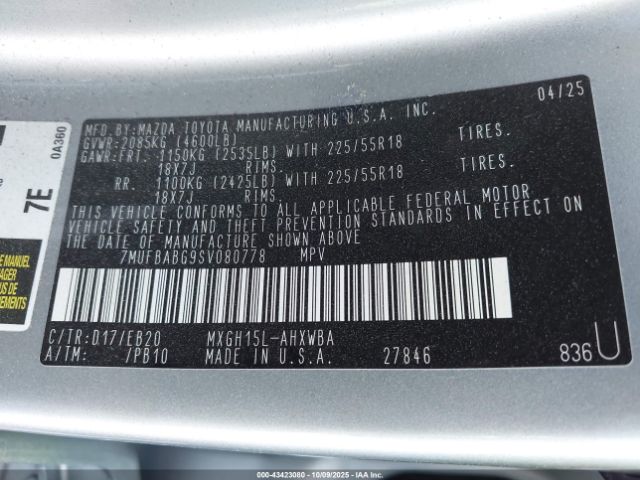 MFD.BY:MAZDA TOYOTA MANUFACTURING U.S.A. INC. 04/25
GVWR:2085KG (4600LB)
GAWR:FRT. 1150KG (2535LB) WITH 225/55R18 TIRES.
18X7J RIMS.
RR. 1100KG (2425LB) WITH 225/55R18 TIRES.
18X7J RIMS.
THIS VEHICLE CONFORMS TO ALL APPLICABLE FEDERAL MOTOR
VEHICLE SAFETY AND THEFT PREVENTION STANDARDS IN EFFECT ON
THE DATE OF MANUFACTURE SHOWN ABOVE.
7MUFBABG9SV080778 MPV
C/TR:D17/EB20 MXGH15L-AHXWBA
A/TM: /PB10 MADE IN U.S.A. 27846 836U
7E
0A360
E MANUEL
000-43423080 - 10/09/2025 - IAA, Inc.